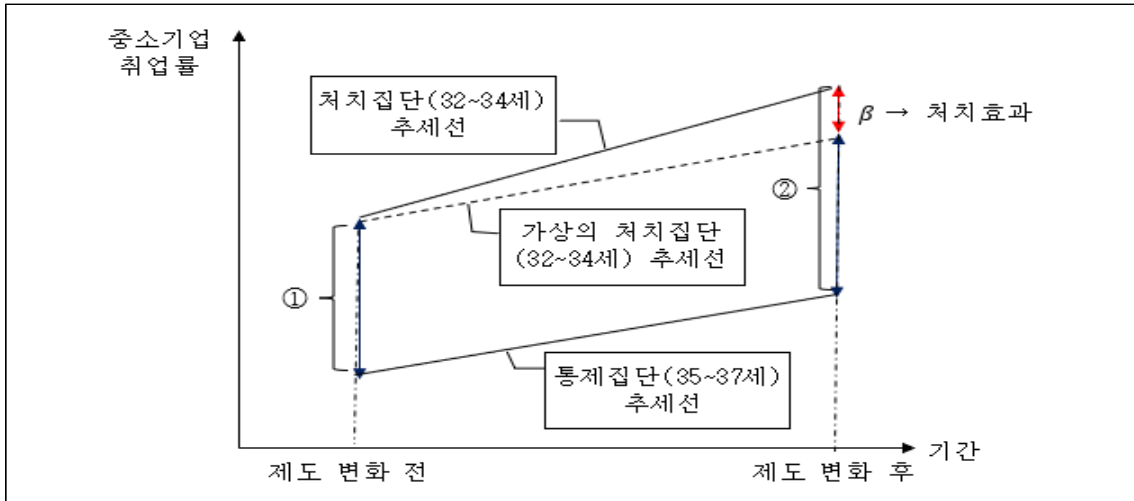 중소기업
취업률
처치집단(32~34세)
추세선
β → 처치효과
②
가상의 처치집단
(32~34세) 추세선
①
통제집단(35~37세)
추세선
기간
제도 변화 전
제도 변화 후